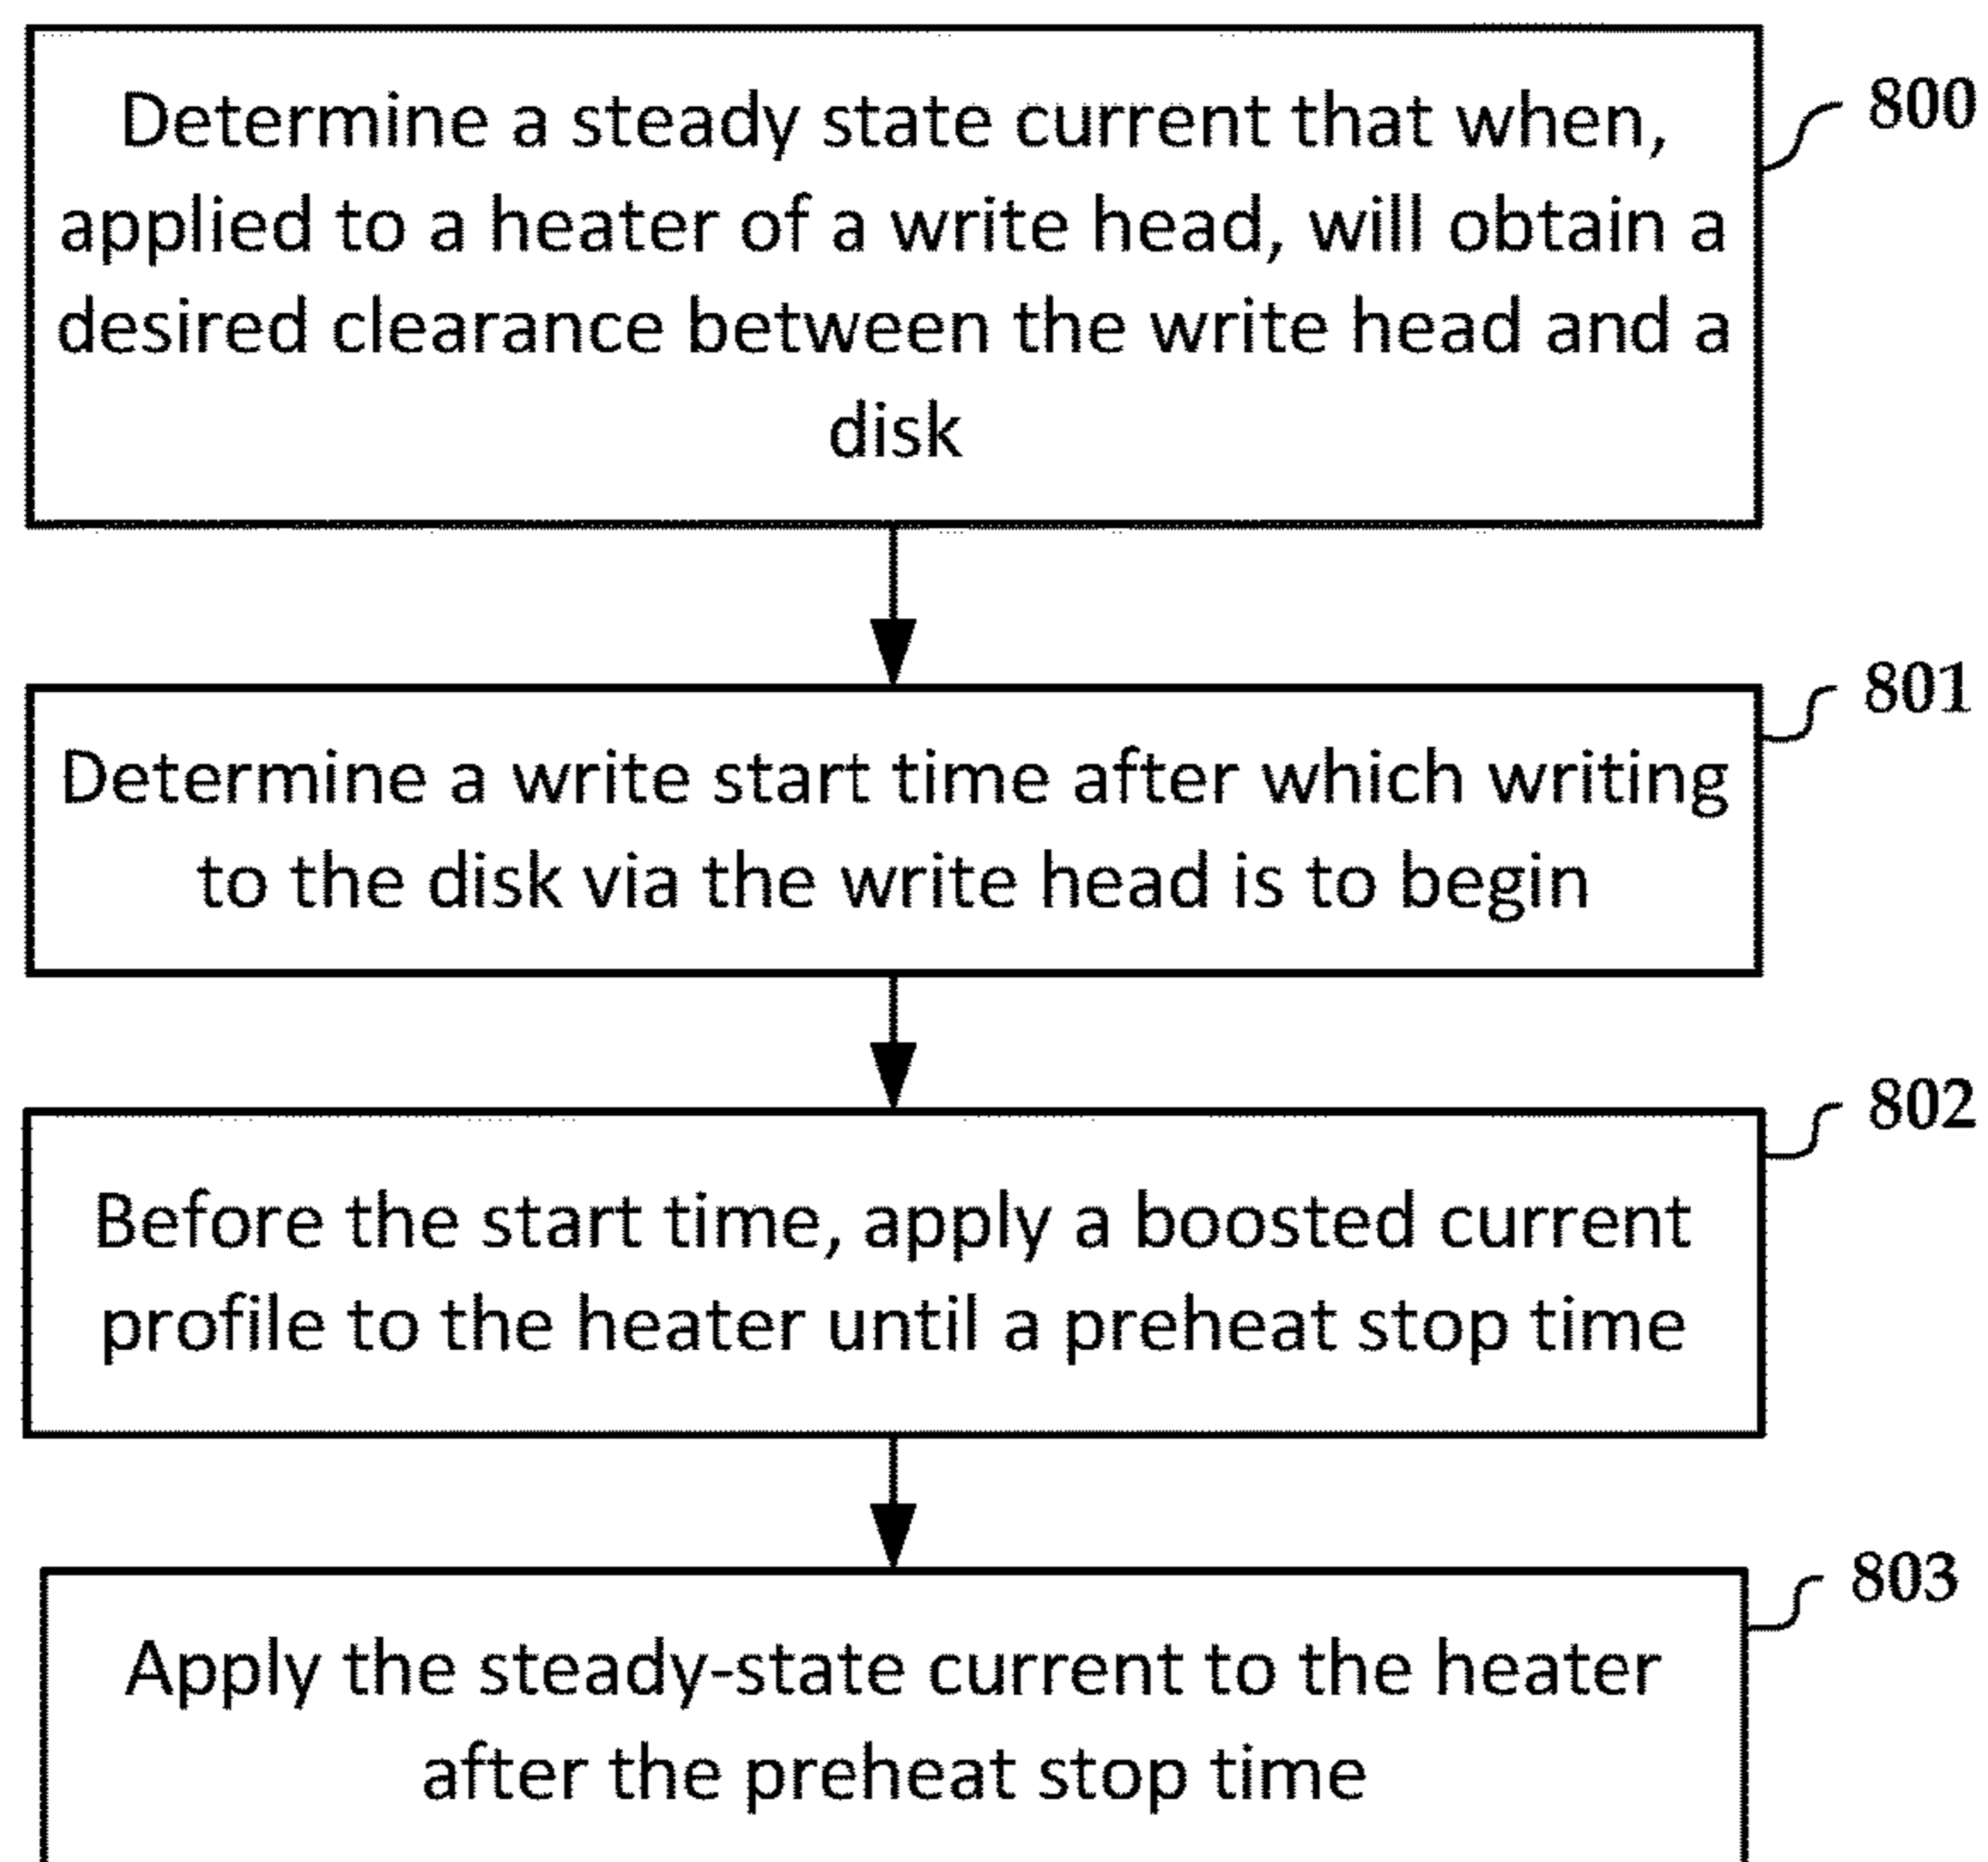 Determine a steady state current that when,
applied to a heater of a write head, will obtain a
desired clearance between the write head and a
disk
800
Determine a write start time after which writing
to the disk via the write head is to begin
801
Before the start time, apply a boosted current
profile to the heater until a preheat stop time
802
Apply the steady-state current to the heater
after the preheat stop time
803